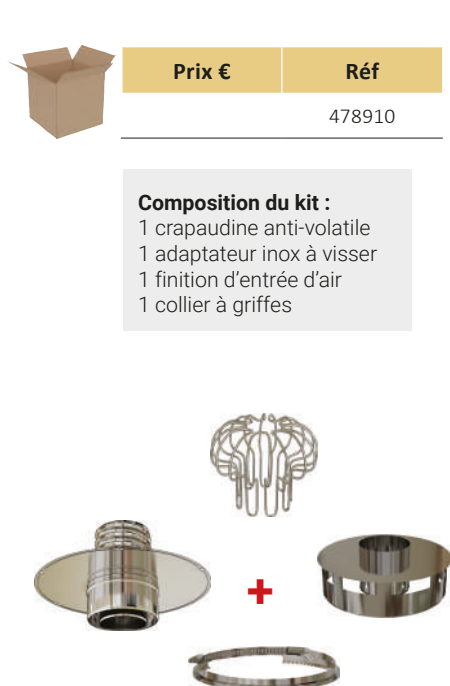 Prix € Réf
478910
Composition du kit :
1 crapaudine anti-volatile
1 adaptateur inox à visser
1 finition d’entrée d’air
1 collier à griffes
+